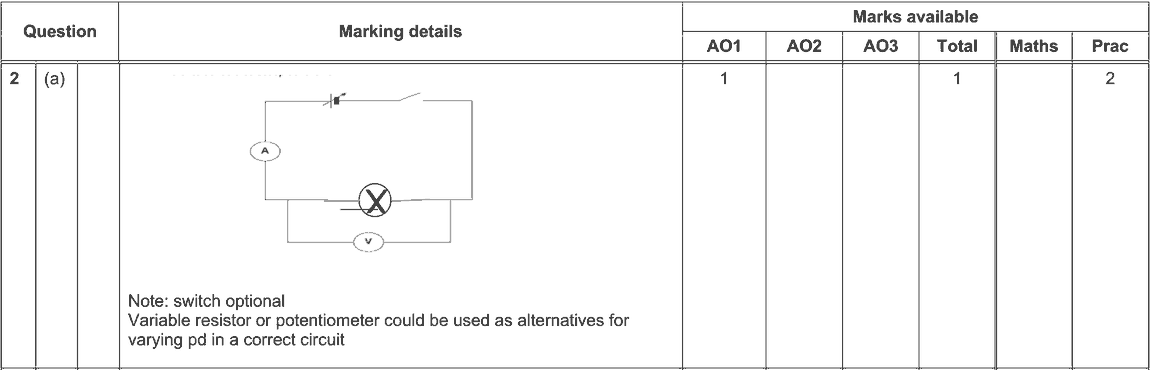 Question Marking details Marks available
AO1 AO2 AO3 Total Maths Prac
2 (a) 1 1 2
A
V
Note: switch optional
Variable resistor or potentiometer could be used as alternatives for
varying pd in a correct circuit